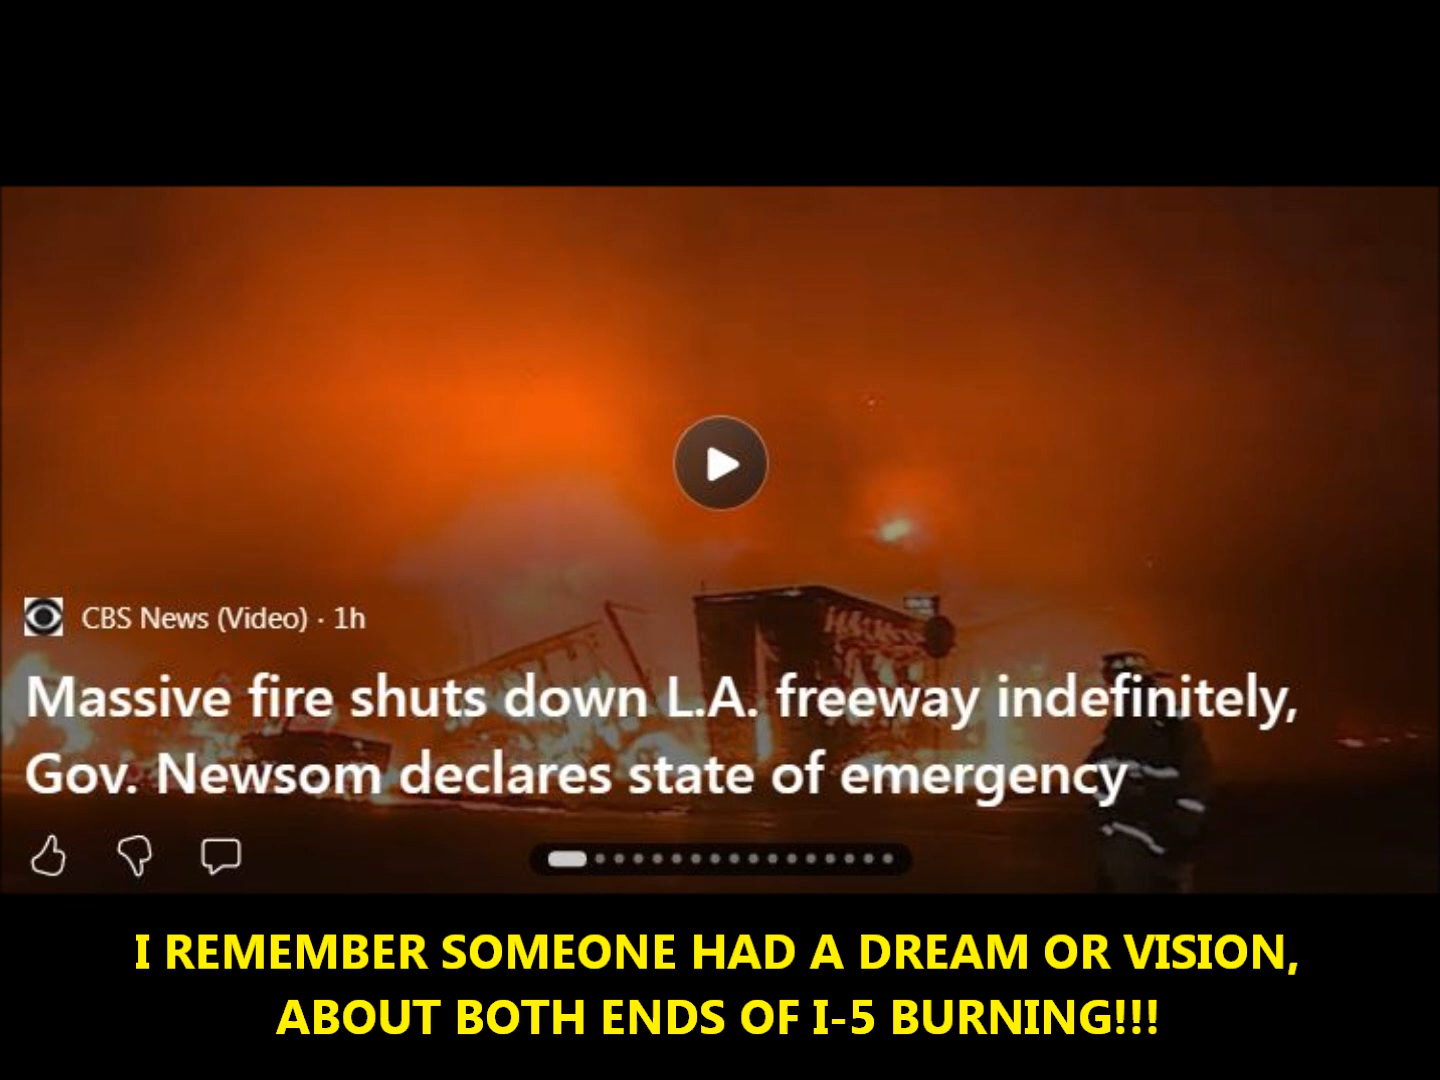 CBS News (Video) · 1h
Massive fire shuts down L.A. freeway indefinitely,
Gov. Newsom declares state of emergency
I REMEMBER SOMEONE HAD A DREAM OR VISION,
ABOUT BOTH ENDS OF I-5 BURNING!!!